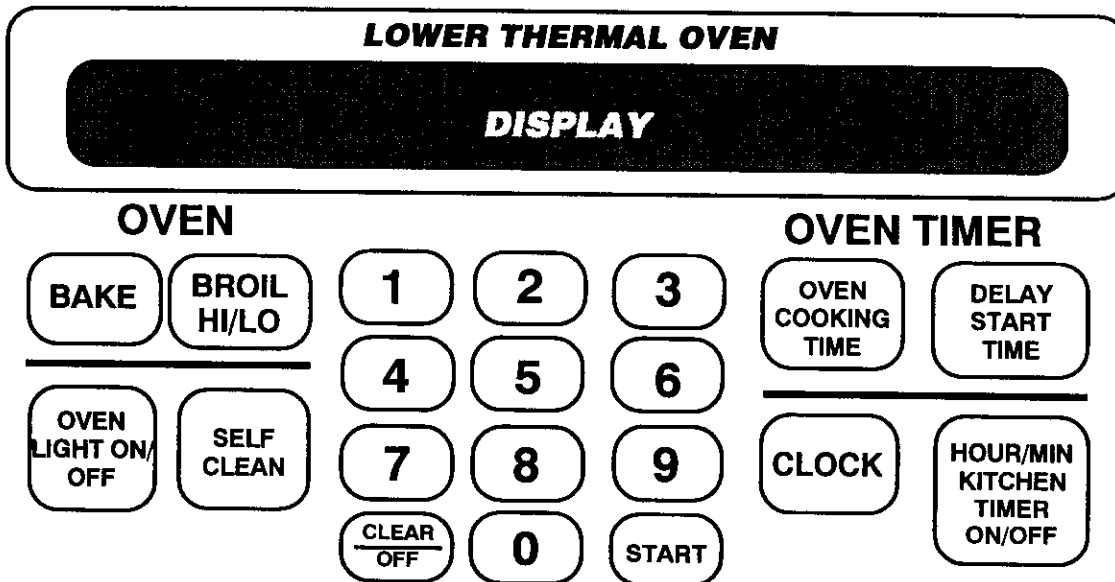 LOWER THERMAL OVEN
DISPLAY
OVEN
BAKE
BROIL
HI/LO
OVEN
LIGHT ON/
OFF
SELF
CLEAN
1 2 3
4 5 6
7 8 9
CLEAR
OFF
0
START
OVEN TIMER
OVEN
COOKING
TIME
DELAY
START
TIME
CLOCK
HOUR/MIN
KITCHEN
TIMER
ON/OFF